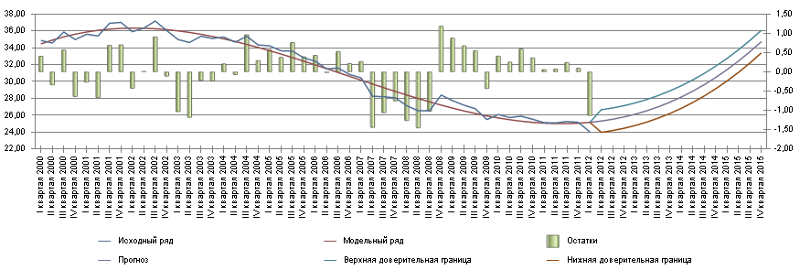 38,00
36,00
34,00
32,00
30,00
28,00
26,00
24,00
22,00
1,50
1,00
0,50
0,00
-0,50
-1,00
-1,50
-2,00
I квартал 2000
II квартал 2000
III квартал 2000
IV квартал 2000
I квартал 2001
II квартал 2001
III квартал 2001
IV квартал 2001
I квартал 2002
II квартал 2002
III квартал 2002
IV квартал 2002
I квартал 2003
II квартал 2003
III квартал 2003
IV квартал 2003
I квартал 2004
II квартал 2004
III квартал 2004
IV квартал 2004
I квартал 2005
II квартал 2005
III квартал 2005
IV квартал 2005
I квартал 2006
II квартал 2006
III квартал 2006
IV квартал 2006
I квартал 2007
II квартал 2007
III квартал 2007
IV квартал 2007
I квартал 2008
II квартал 2008
III квартал 2008
IV квартал 2008
I квартал 2009
II квартал 2009
III квартал 2009
IV квартал 2009
I квартал 2010
II квартал 2010
III квартал 2010
IV квартал 2010
I квартал 2011
II квартал 2011
III квартал 2011
IV квартал 2011
I квартал 2012
II квартал 2012
III квартал 2012
IV квартал 2012
I квартал 2013
II квартал 2013
III квартал 2013
IV квартал 2013
I квартал 2014
II квартал 2014
III квартал 2014
IV квартал 2014
I квартал 2015
II квартал 2015
III квартал 2015
IV квартал 2015
Исходный ряд
Модельный ряд
Остатки
Прогноз
Верхняя доверительная граница
Нижняя доверительная граница